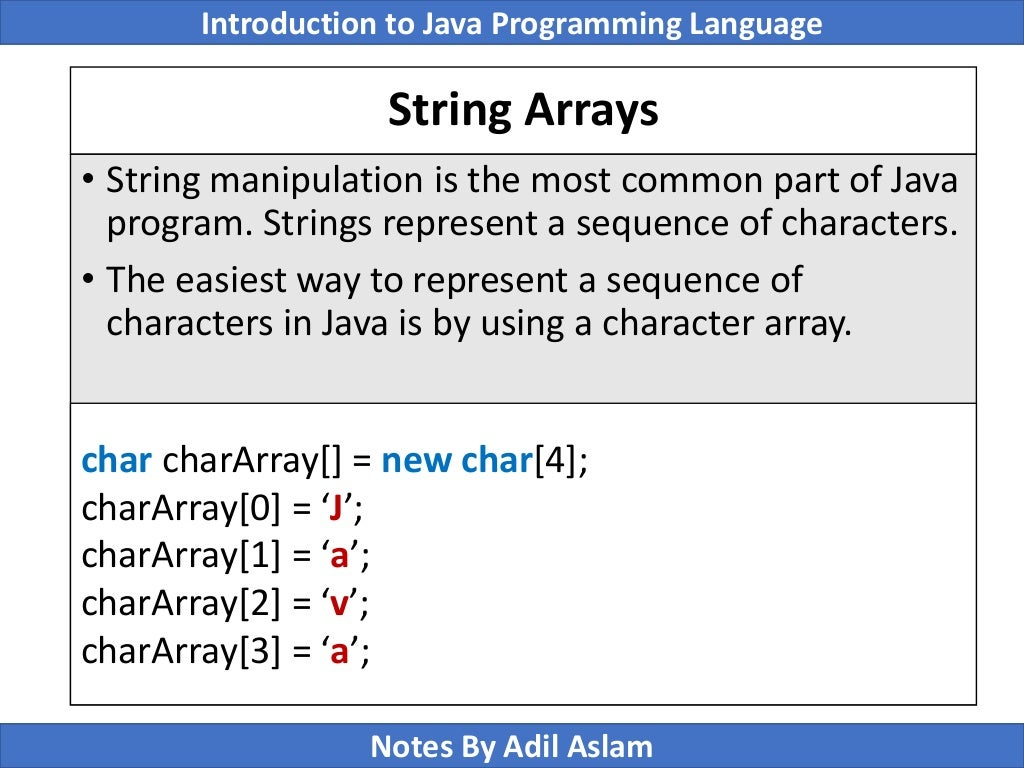 Introduction to Java Programming Language
String Arrays
• String manipulation is the most common part of Java
program. Strings represent a sequence of characters.
• The easiest way to represent a sequence of
characters in Java is by using a character array.
char charArray[] = new char[4];
charArray[0] = ‘J’;
charArray[1] = ‘a’;
charArray[2] = ‘v’;
charArray[3] = ‘a’;
Notes By Adil Aslam